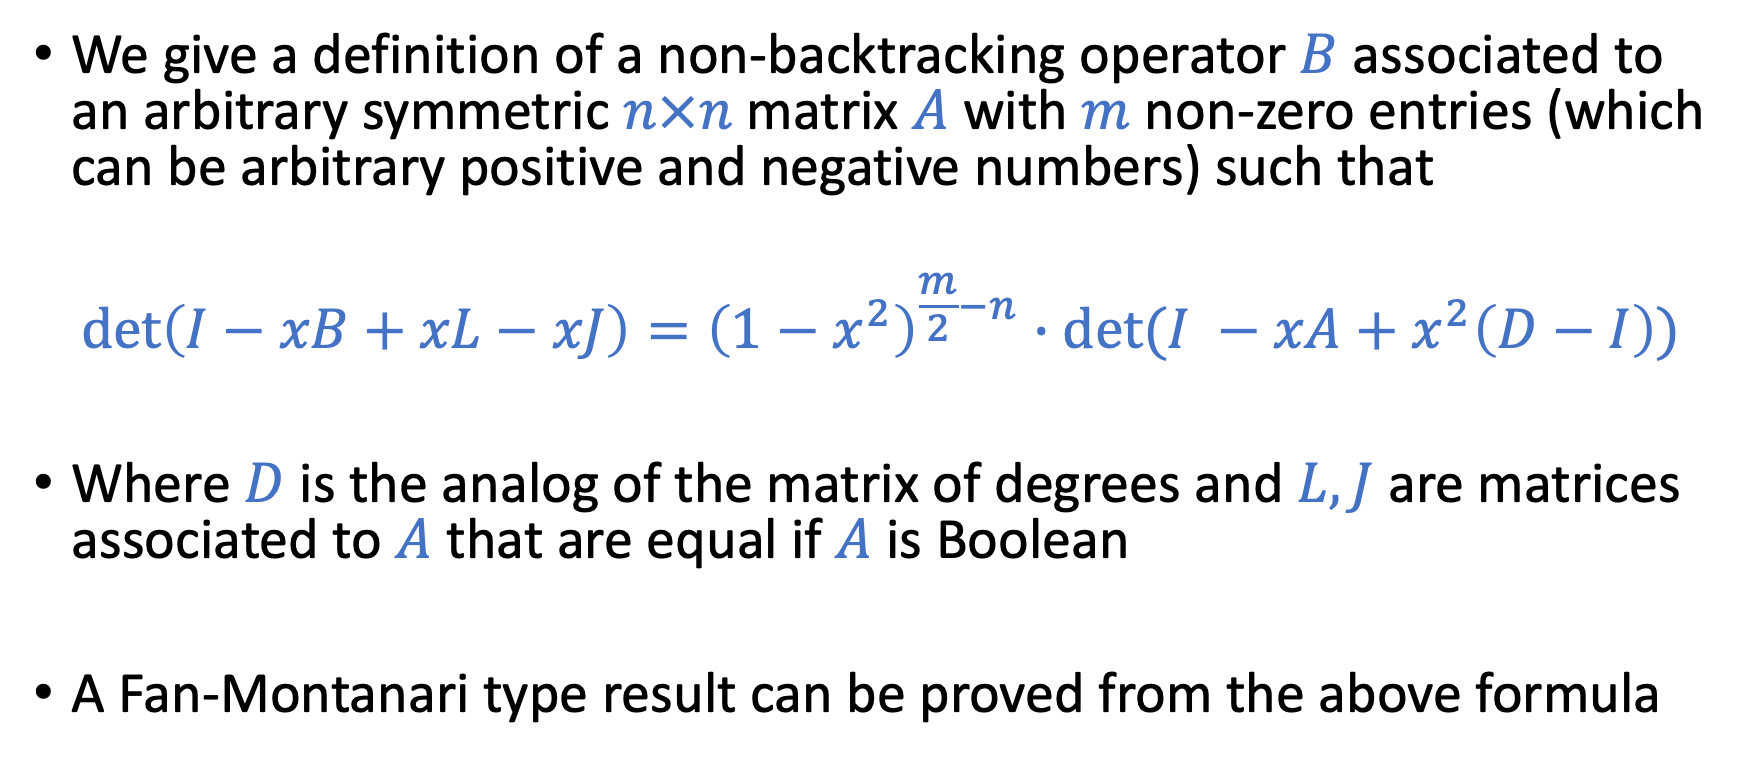 • We give a definition of a non-backtracking operator B associated to
an arbitrary symmetric n×n matrix A with m non-zero entries (which
can be arbitrary positive and negative numbers) such that
det(I − xB + xL − xJ) = (1 − x²)^(m/2 − n) · det(I − xA + x²(D − I))
• Where D is the analog of the matrix of degrees and L, J are matrices
associated to A that are equal if A is Boolean
• A Fan-Montanari type result can be proved from the above formula